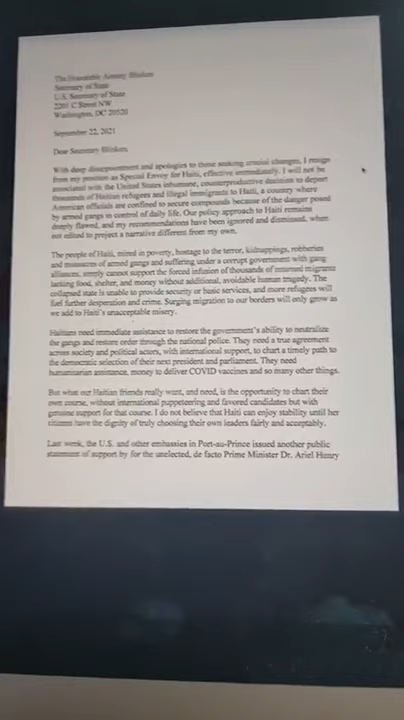 The Honorable Antony Blinken
Secretary of State
U.S. Secretary of State
2201 C Street NW
Washington, DC 20520
September 22, 2021
Dear Secretary Blinken,
With deep disappointment and apologies to those seeking crucial changes, I resign
from my position as Special Envoy for Haiti, effective immediately. I will not be
associated with the United States inhumane, counterproductive decision to deport
thousands of Haitian refugees and illegal immigrants to Haiti, a country where
American officials are confined to secure compounds because of the danger posed
by armed gangs in control of daily life. Our policy approach to Haiti remains
deeply flawed, and my recommendations have been ignored and dismissed, when
not edited to project a narrative different from my own.
The people of Haiti, mired in poverty, hostage to the terror, kidnappings, robberies
and massacres of armed gangs and suffering under a corrupt government with gang
alliances, simply cannot support the forced infusion of thousands of returned migrants
lacking food, shelter, and money without additional, avoidable human tragedy. The
collapsed state is unable to provide security or basic services, and more refugees will
fuel further desperation and crime. Surging migration to our borders will only grow as
we add to Haiti's unacceptable misery.
Haitians need immediate assistance to restore the government's ability to neutralize
the gangs and restore order through the national police. They need a true agreement
across society and political actors, with international support, to chart a timely path to
the democratic selection of their next president and parliament. They need
humanitarian assistance, money to deliver COVID vaccines and so many other things.
But what our Haitian friends really want, and need, is the opportunity to chart their
own course, without international puppeteering and favored candidates but with
genuine support for that course. I do not believe that Haiti can enjoy stability until her
citizens have the dignity of truly choosing their own leaders fairly and acceptably.
Last week, the U.S. and other embassies in Port-au-Prince issued another public
statement of support by for the unelected, de facto Prime Minister Dr. Ariel Henry